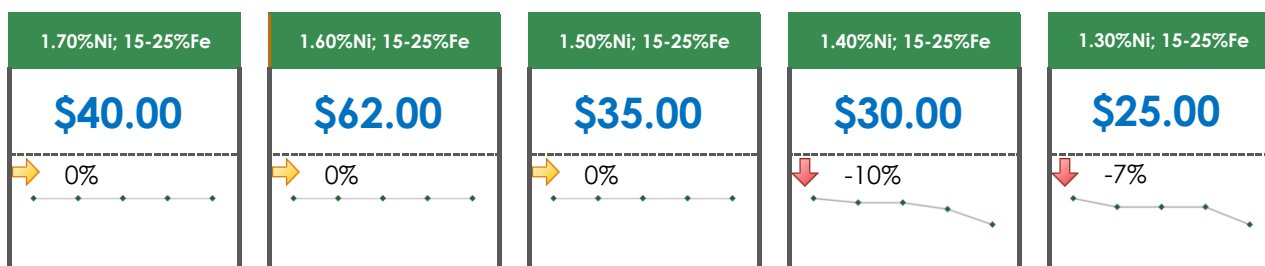 1.70%Ni; 15-25%Fe
$40.00
0%
1.60%Ni; 15-25%Fe
$62.00
0%
1.50%Ni; 15-25%Fe
$35.00
0%
1.40%Ni; 15-25%Fe
$30.00
-10%
1.30%Ni; 15-25%Fe
$25.00
-7%